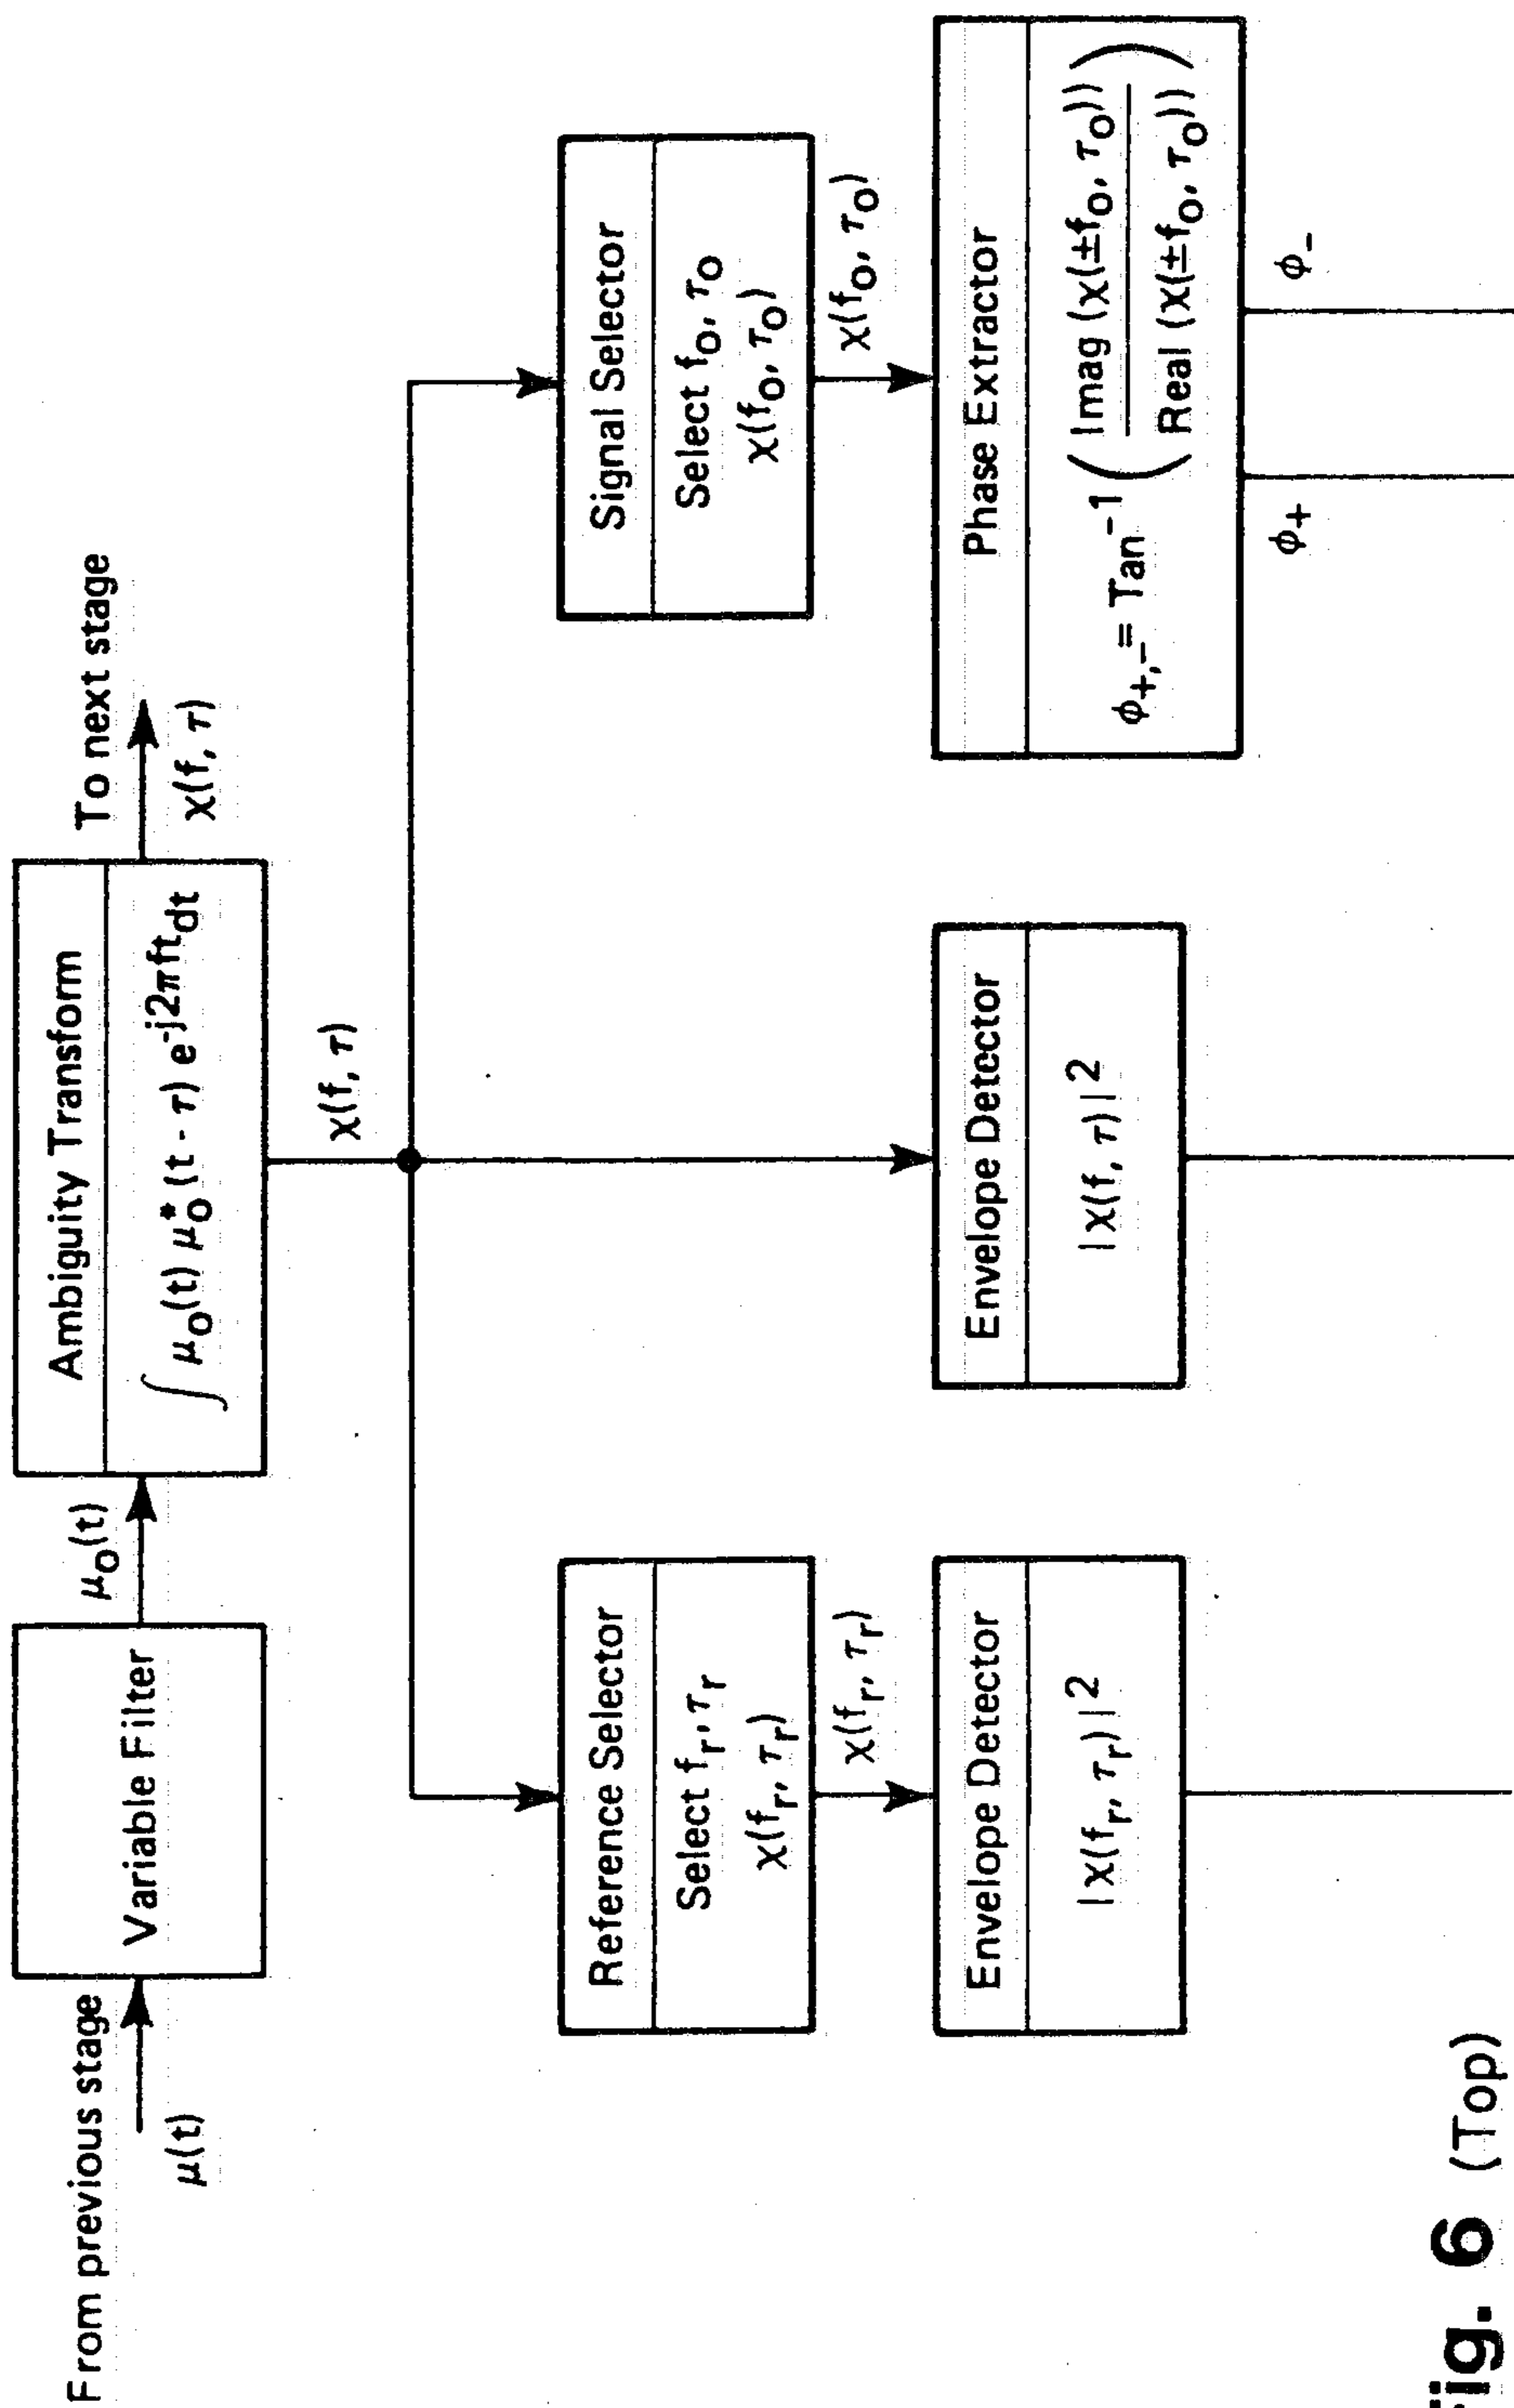 From previous stage
μ(t)
Variable Filter
μo(t)
Ambiguity Transform
∫ μo(t) μo*(t - τ) e^-j2πft dt
To next stage
χ(f, τ)
χ(f, τ)
Reference Selector
Select fr, τr
χ(fr, τr)
χ(fr, τr)
Signal Selector
Select fo, τo
χ(fo, τo)
χ(fo, τo)
Envelope Detector
|χ(fr, τr)|²
Envelope Detector
|χ(f, τ)|²
Phase Extractor
ϕ+,- = Tan⁻¹ ( Imag (χ(±fo, τo)) / Real (χ(±fo, τo)) )
ϕ+
ϕ-
ig. 6 (Top)